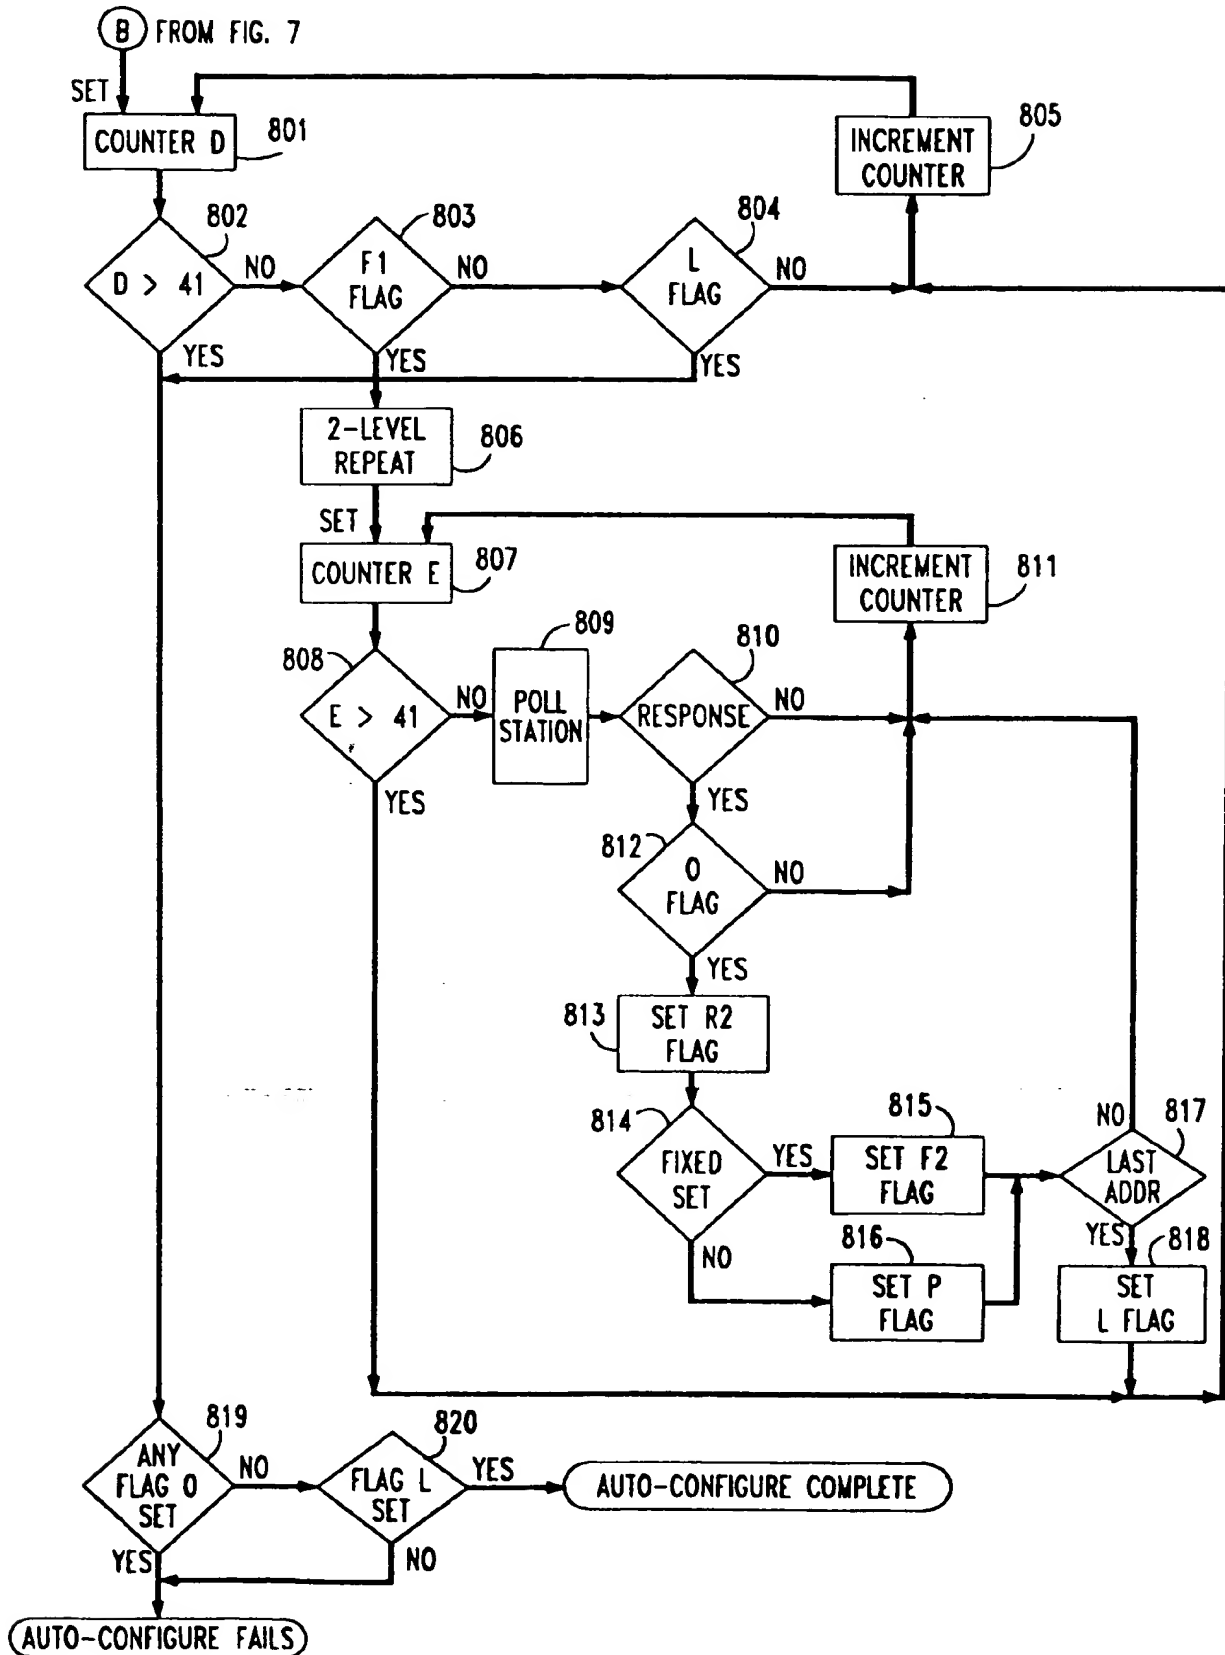 B FROM FIG. 7
SET
COUNTER D
801
INCREMENT
COUNTER
805
802
D > 41
NO
YES
803
F1
FLAG
NO
YES
804
L
FLAG
NO
YES
2-LEVEL
REPEAT
806
SET
COUNTER E
807
INCREMENT
COUNTER
811
808
E > 41
NO
YES
809
POLL
STATION
810
RESPONSE
NO
YES
812
O
FLAG
NO
YES
813
SET R2
FLAG
814
FIXED
SET
YES
NO
815
SET F2
FLAG
816
SET P
FLAG
817
LAST
ADDR
NO
YES
818
SET
L FLAG
819
ANY
FLAG O
SET
NO
YES
820
FLAG L
SET
YES
NO
AUTO-CONFIGURE COMPLETE
AUTO-CONFIGURE FAILS